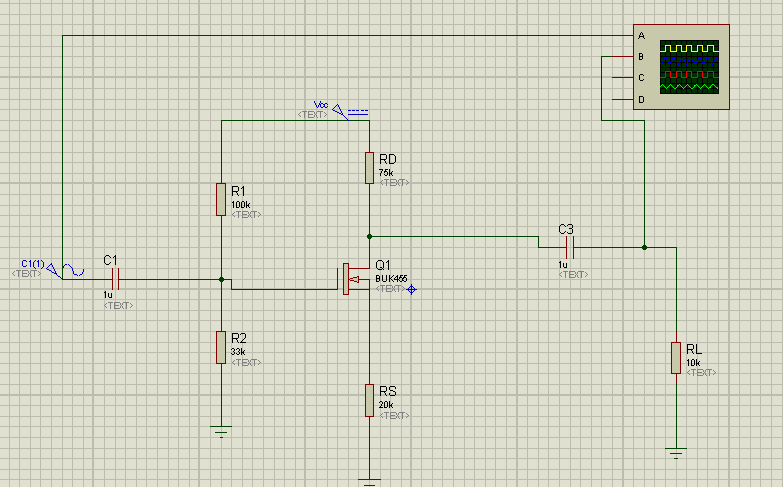 A
B
C
D
Vcc
<TEXT>
RD
75k
<TEXT>
R1
100k
<TEXT>
C3
1u
<TEXT>
C1(1)
<TEXT>
C1
1u
<TEXT>
Q1
BUK455
<TEXT>
R2
33k
<TEXT>
RL
10k
<TEXT>
RS
20k
<TEXT>